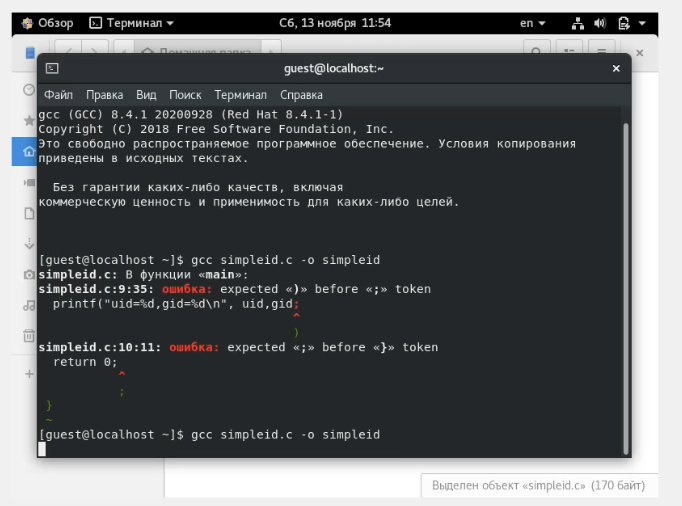 Обзор Терминал Сб, 13 ноября 11:54 en
Домашняя папка
guest@localhost:~
Файл Правка Вид Поиск Терминал Справка
gcc (GCC) 8.4.1 20200928 (Red Hat 8.4.1-1)
Copyright (C) 2018 Free Software Foundation, Inc.
Это свободно распространяемое программное обеспечение. Условия копирования
приведены в исходных текстах.
Без гарантии каких-либо качеств, включая
коммерческую ценность и применимость для каких-либо целей.
[guest@localhost ~]$ gcc simpleid.c -o simpleid
simpleid.c: В функции «main»:
simpleid.c:9:35: ошибка: expected «)» before «;» token
printf("uid=%d,gid=%d\n", uid,gid;
^
)
simpleid.c:10:11: ошибка: expected «;» before «}» token
return 0;
^
;
}
~
[guest@localhost ~]$ gcc simpleid.c -o simpleid
Выделен объект «simpleid.c» (170 байт)